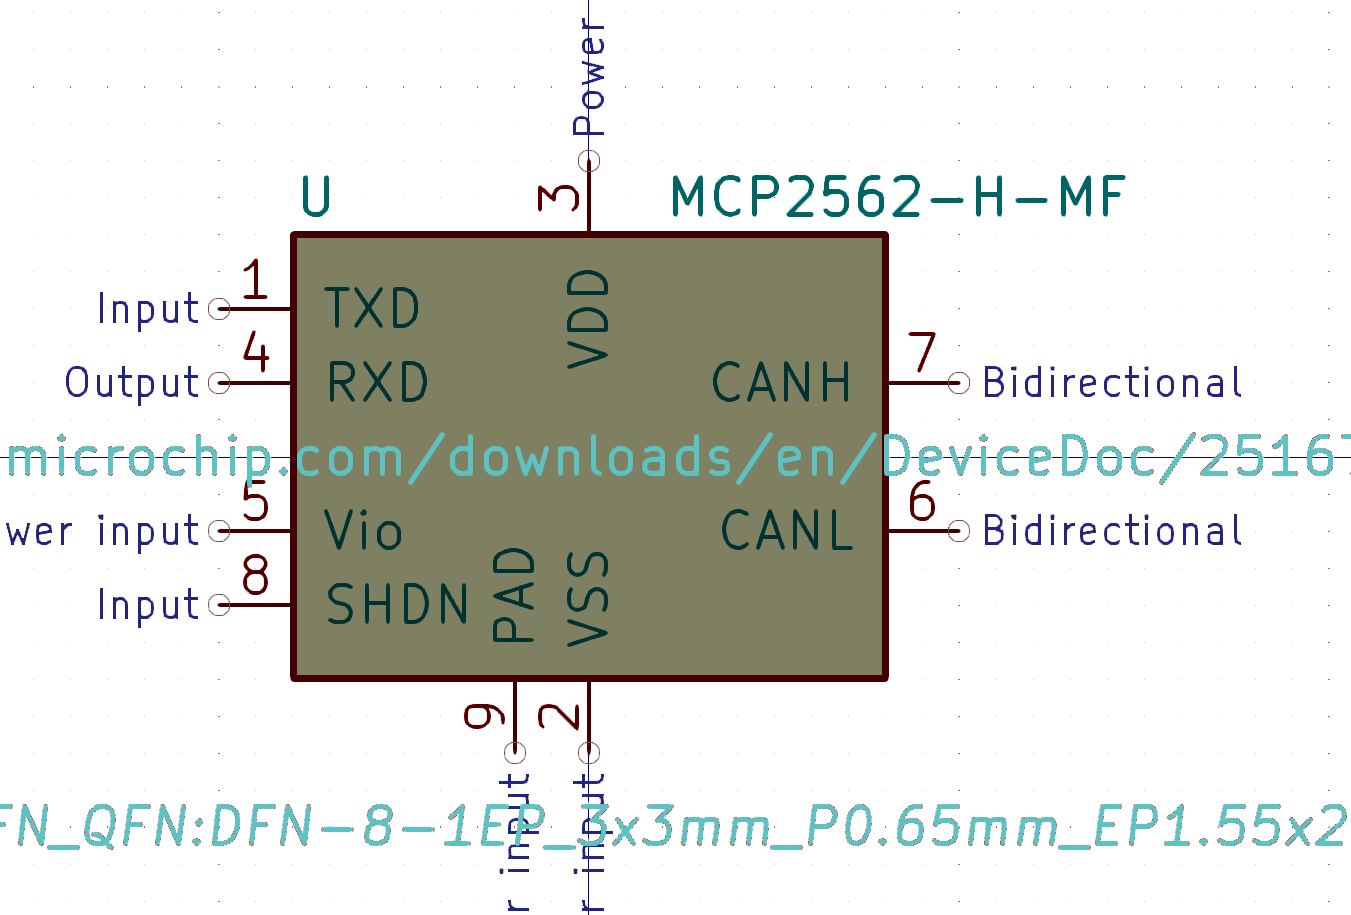 Power
U
3
MCP2562-H-MF
1
Input
TXD
VDD
4
7
Output
RXD
CANH
Bidirectional
microchip.com/downloads/en/DeviceDoc/25167
5
6
wer input
Vio
CANL
Bidirectional
8
Input
SHDN
PAD
VSS
9
2
r input
r input
FN_QFN:DFN-8-1EP_3x3mm_P0.65mm_EP1.55x2